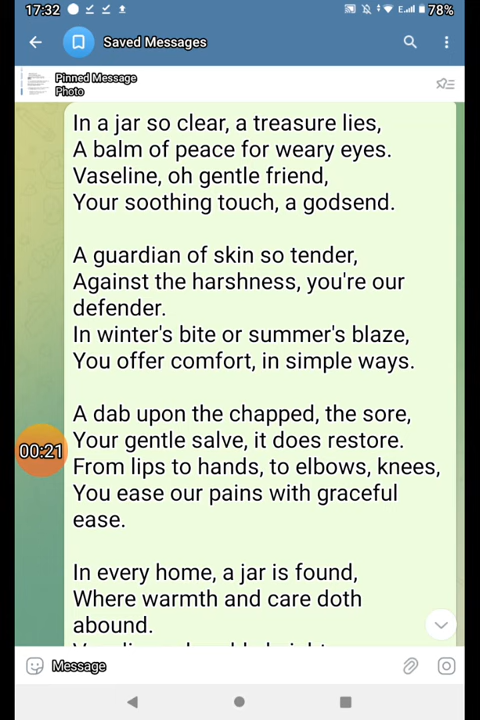 17:32 E 78%
Saved Messages
Pinned Message
Photo
In a jar so clear, a treasure lies,
A balm of peace for weary eyes.
Vaseline, oh gentle friend,
Your soothing touch, a godsend.
A guardian of skin so tender,
Against the harshness, you're our
defender.
In winter's bite or summer's blaze,
You offer comfort, in simple ways.
A dab upon the chapped, the sore,
Your gentle salve, it does restore.
00:21
From lips to hands, to elbows, knees,
You ease our pains with graceful
ease.
In every home, a jar is found,
Where warmth and care doth
abound.
Message